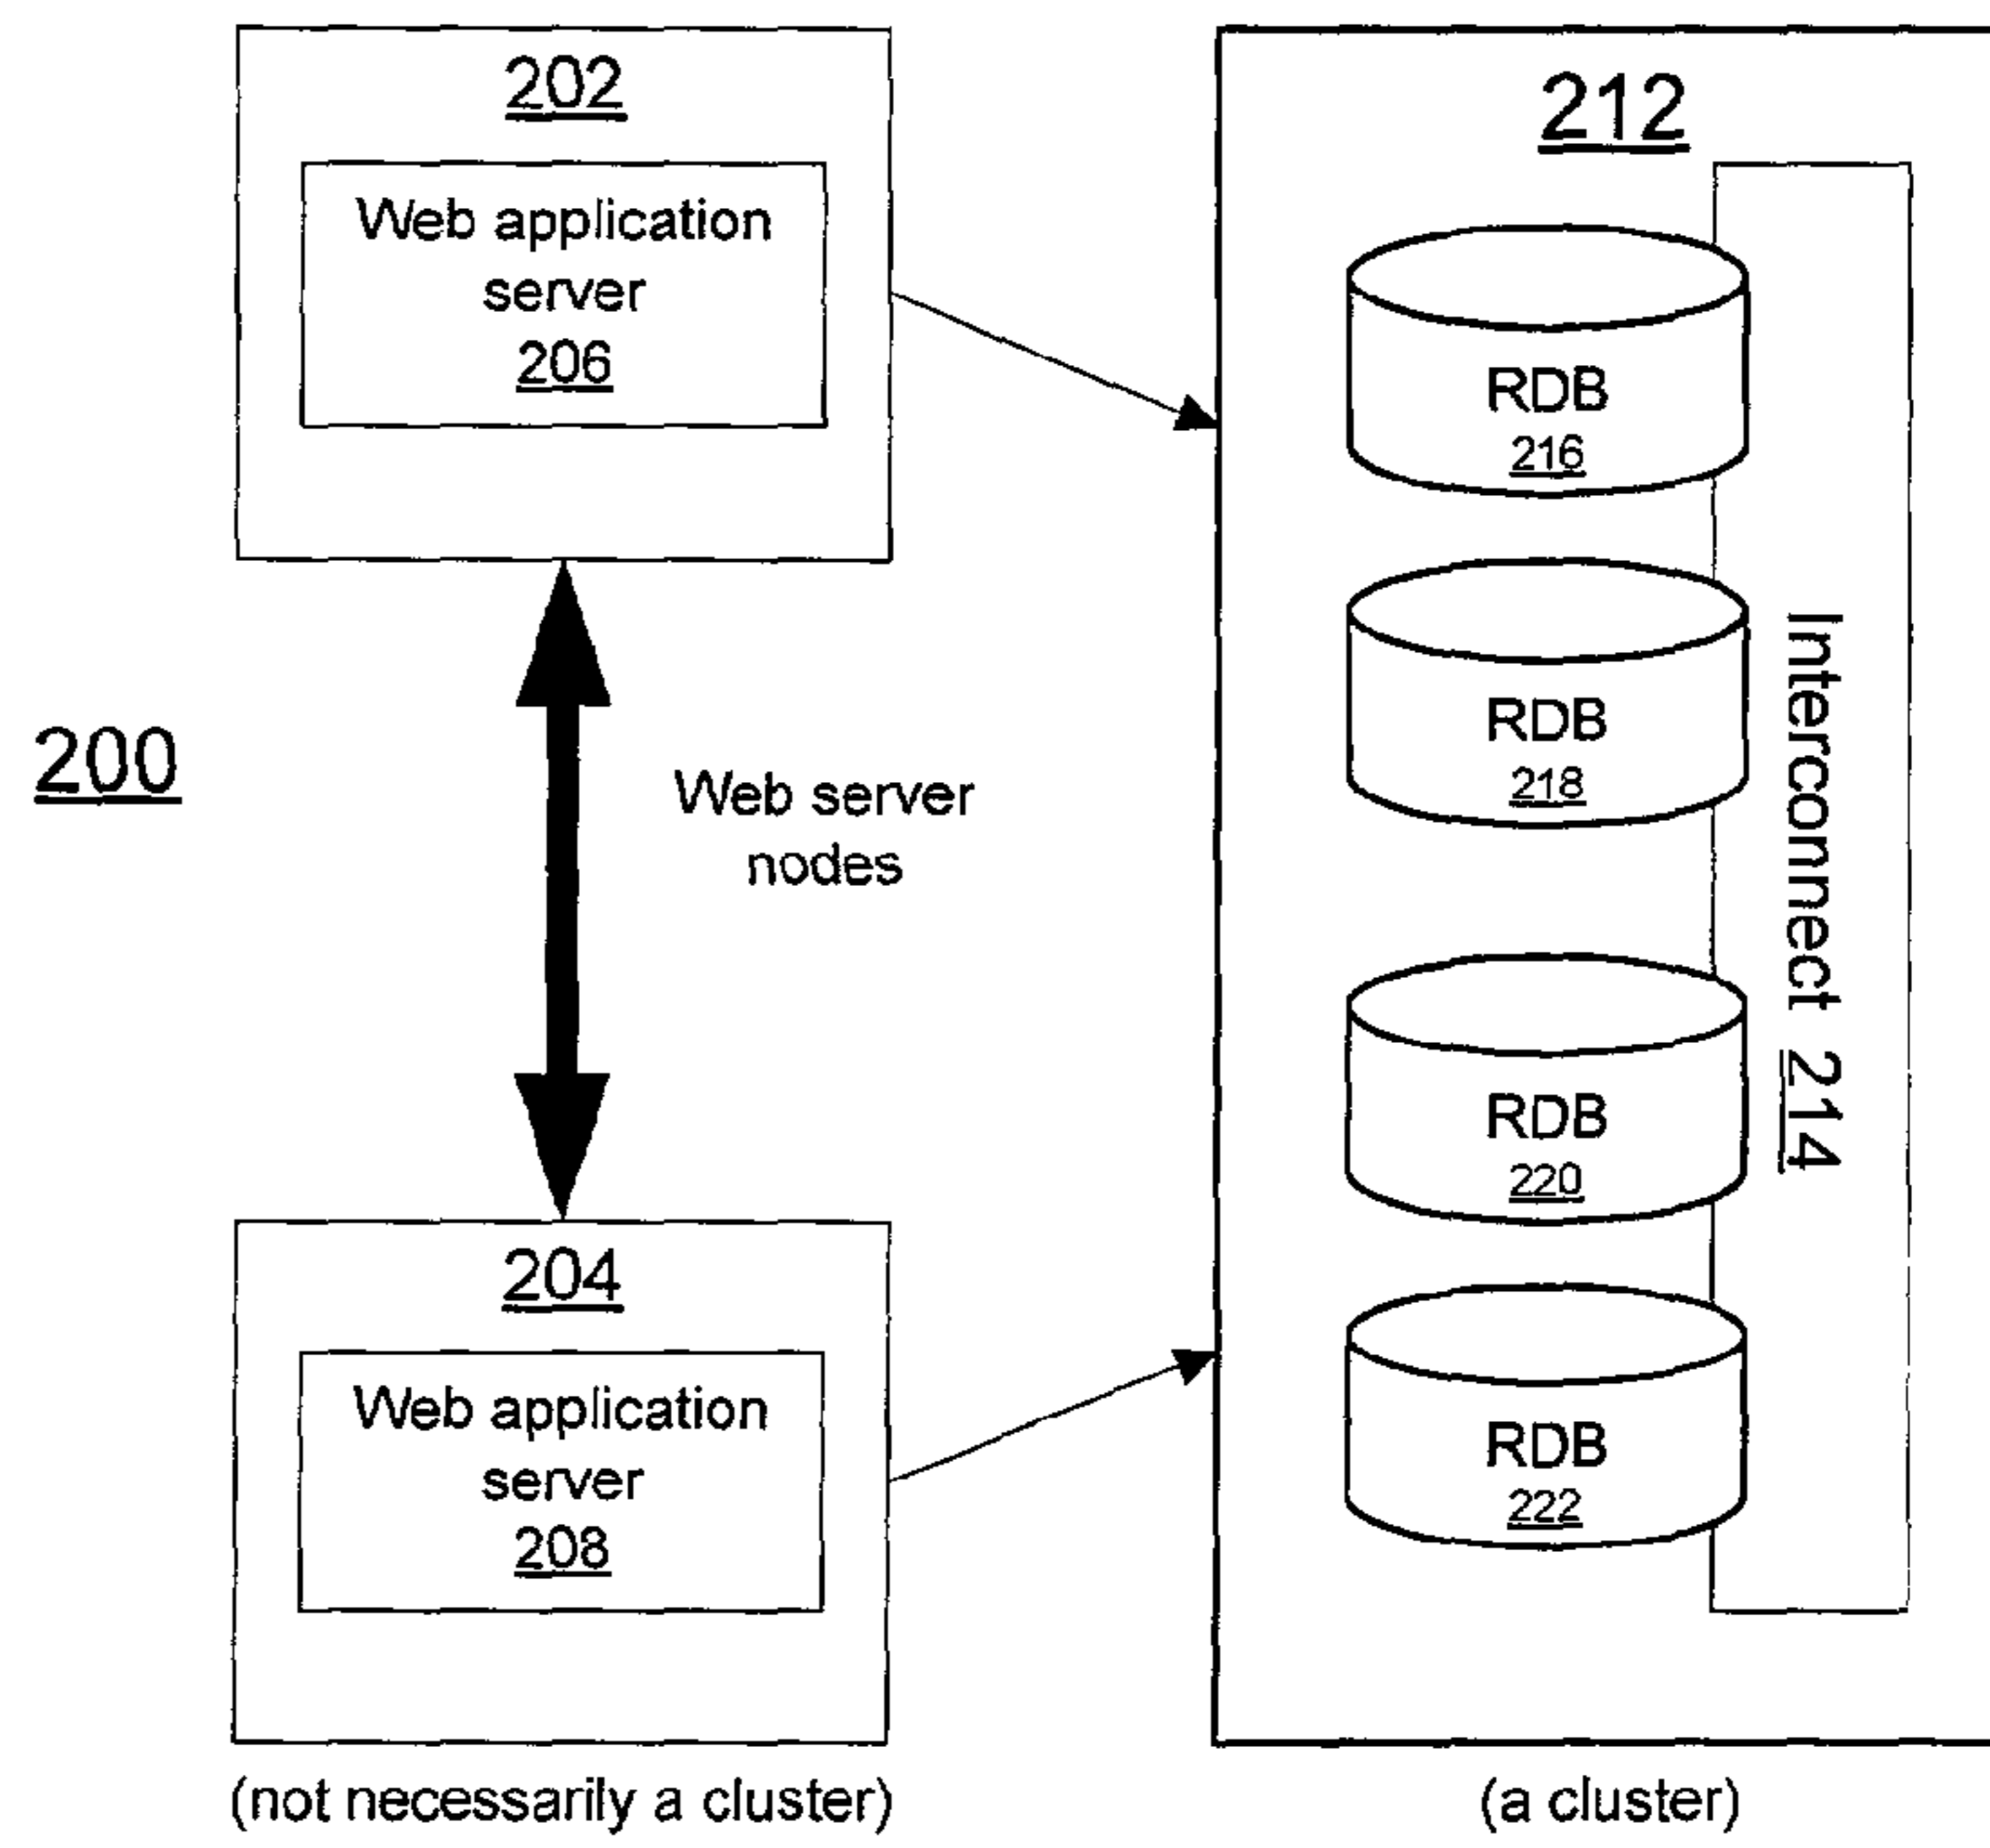 202
Web application
server
206
200
Web server
nodes
204
Web application
server
208
(not necessarily a cluster)
212
RDB
216
RDB
218
RDB
220
RDB
222
Interconnect 214
(a cluster)